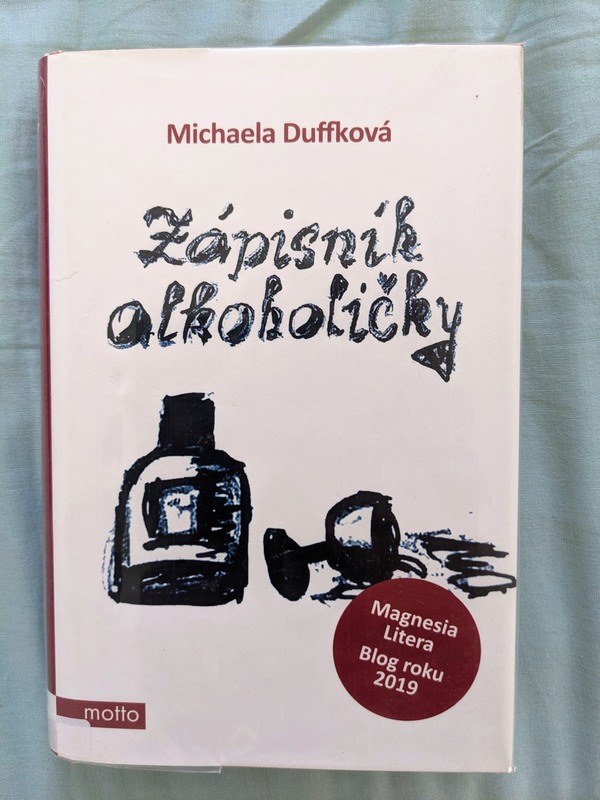 Michaela Duffková
Zápisník
alkoholičky
Magnesia
Litera
Blog roku
2019
motto